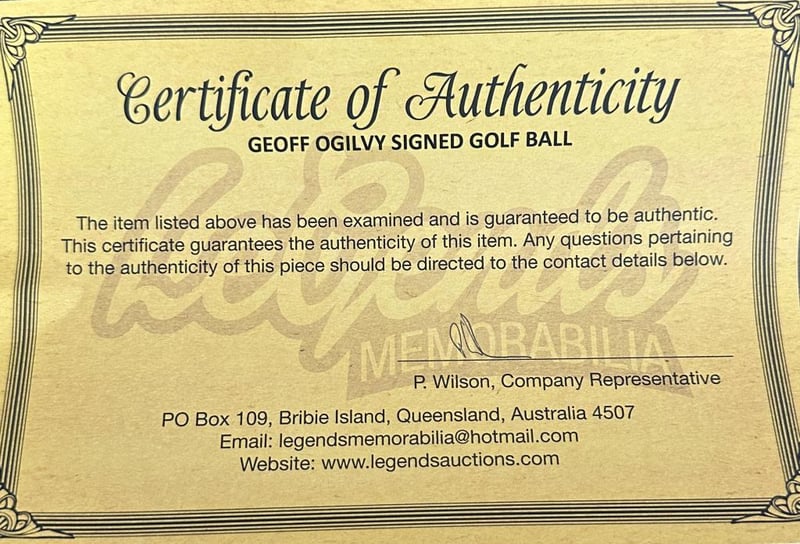 Certificate of Authenticity
GEOFF OGILVY SIGNED GOLF BALL
The item listed above has been examined and is guaranteed to be authentic.
This certificate guarantees the authenticity of this item. Any questions pertaining
to the authenticity of this piece should be directed to the contact details below.
Legends
MEMORABILIA
P. Wilson, Company Representative
PO Box 109, Bribie Island, Queensland, Australia 4507
Email: legendsmemorabilia@hotmail.com
Website: www.legendsauctions.com